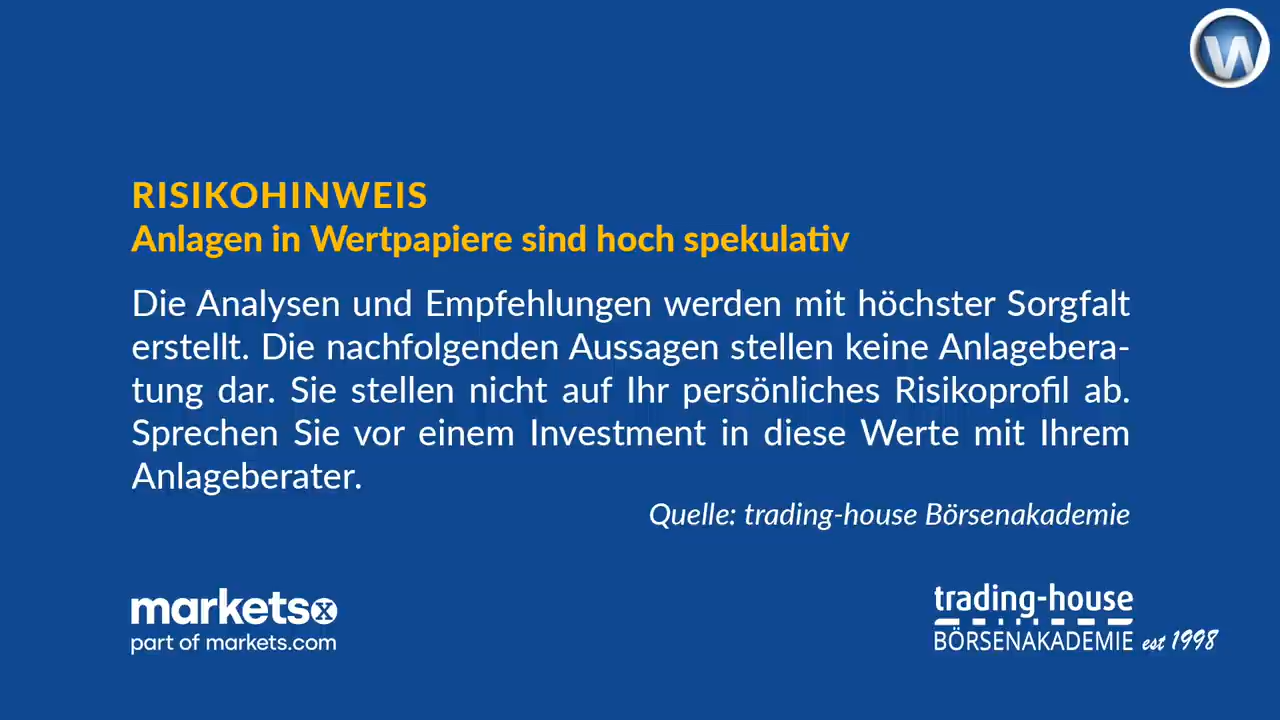 W
RISIKOHINWEIS
Anlagen in Wertpapiere sind hoch spekulativ
Die Analysen und Empfehlungen werden mit höchster Sorgfalt
erstellt. Die nachfolgenden Aussagen stellen keine Anlagebera-
tung dar. Sie stellen nicht auf Ihr persönliches Risikoprofil ab.
Sprechen Sie vor einem Investment in diese Werte mit Ihrem
Anlageberater.
Quelle: trading-house Börsenakademie
marketsx
part of markets.com
trading-house
BÖRSENAKADEMIE est 1998